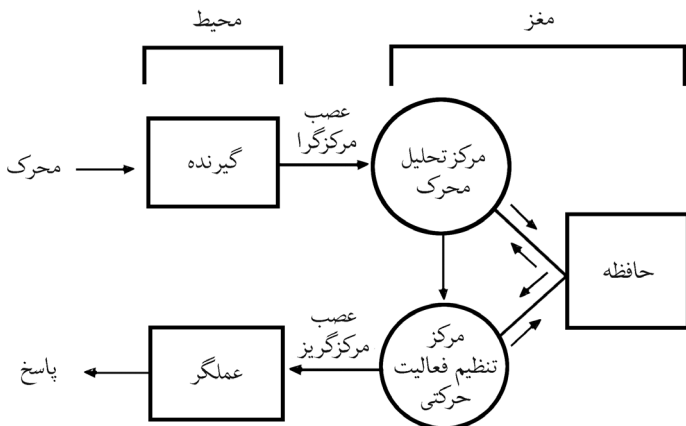 مغز
محیط
عصب
مرکزگرا
محرک
گیرنده
مرکز تحلیل
محرک
حافظه
مرکز
تنظیم فعالیت
حرکتی
عصب
مرکزگریز
عملگر
پاسخ